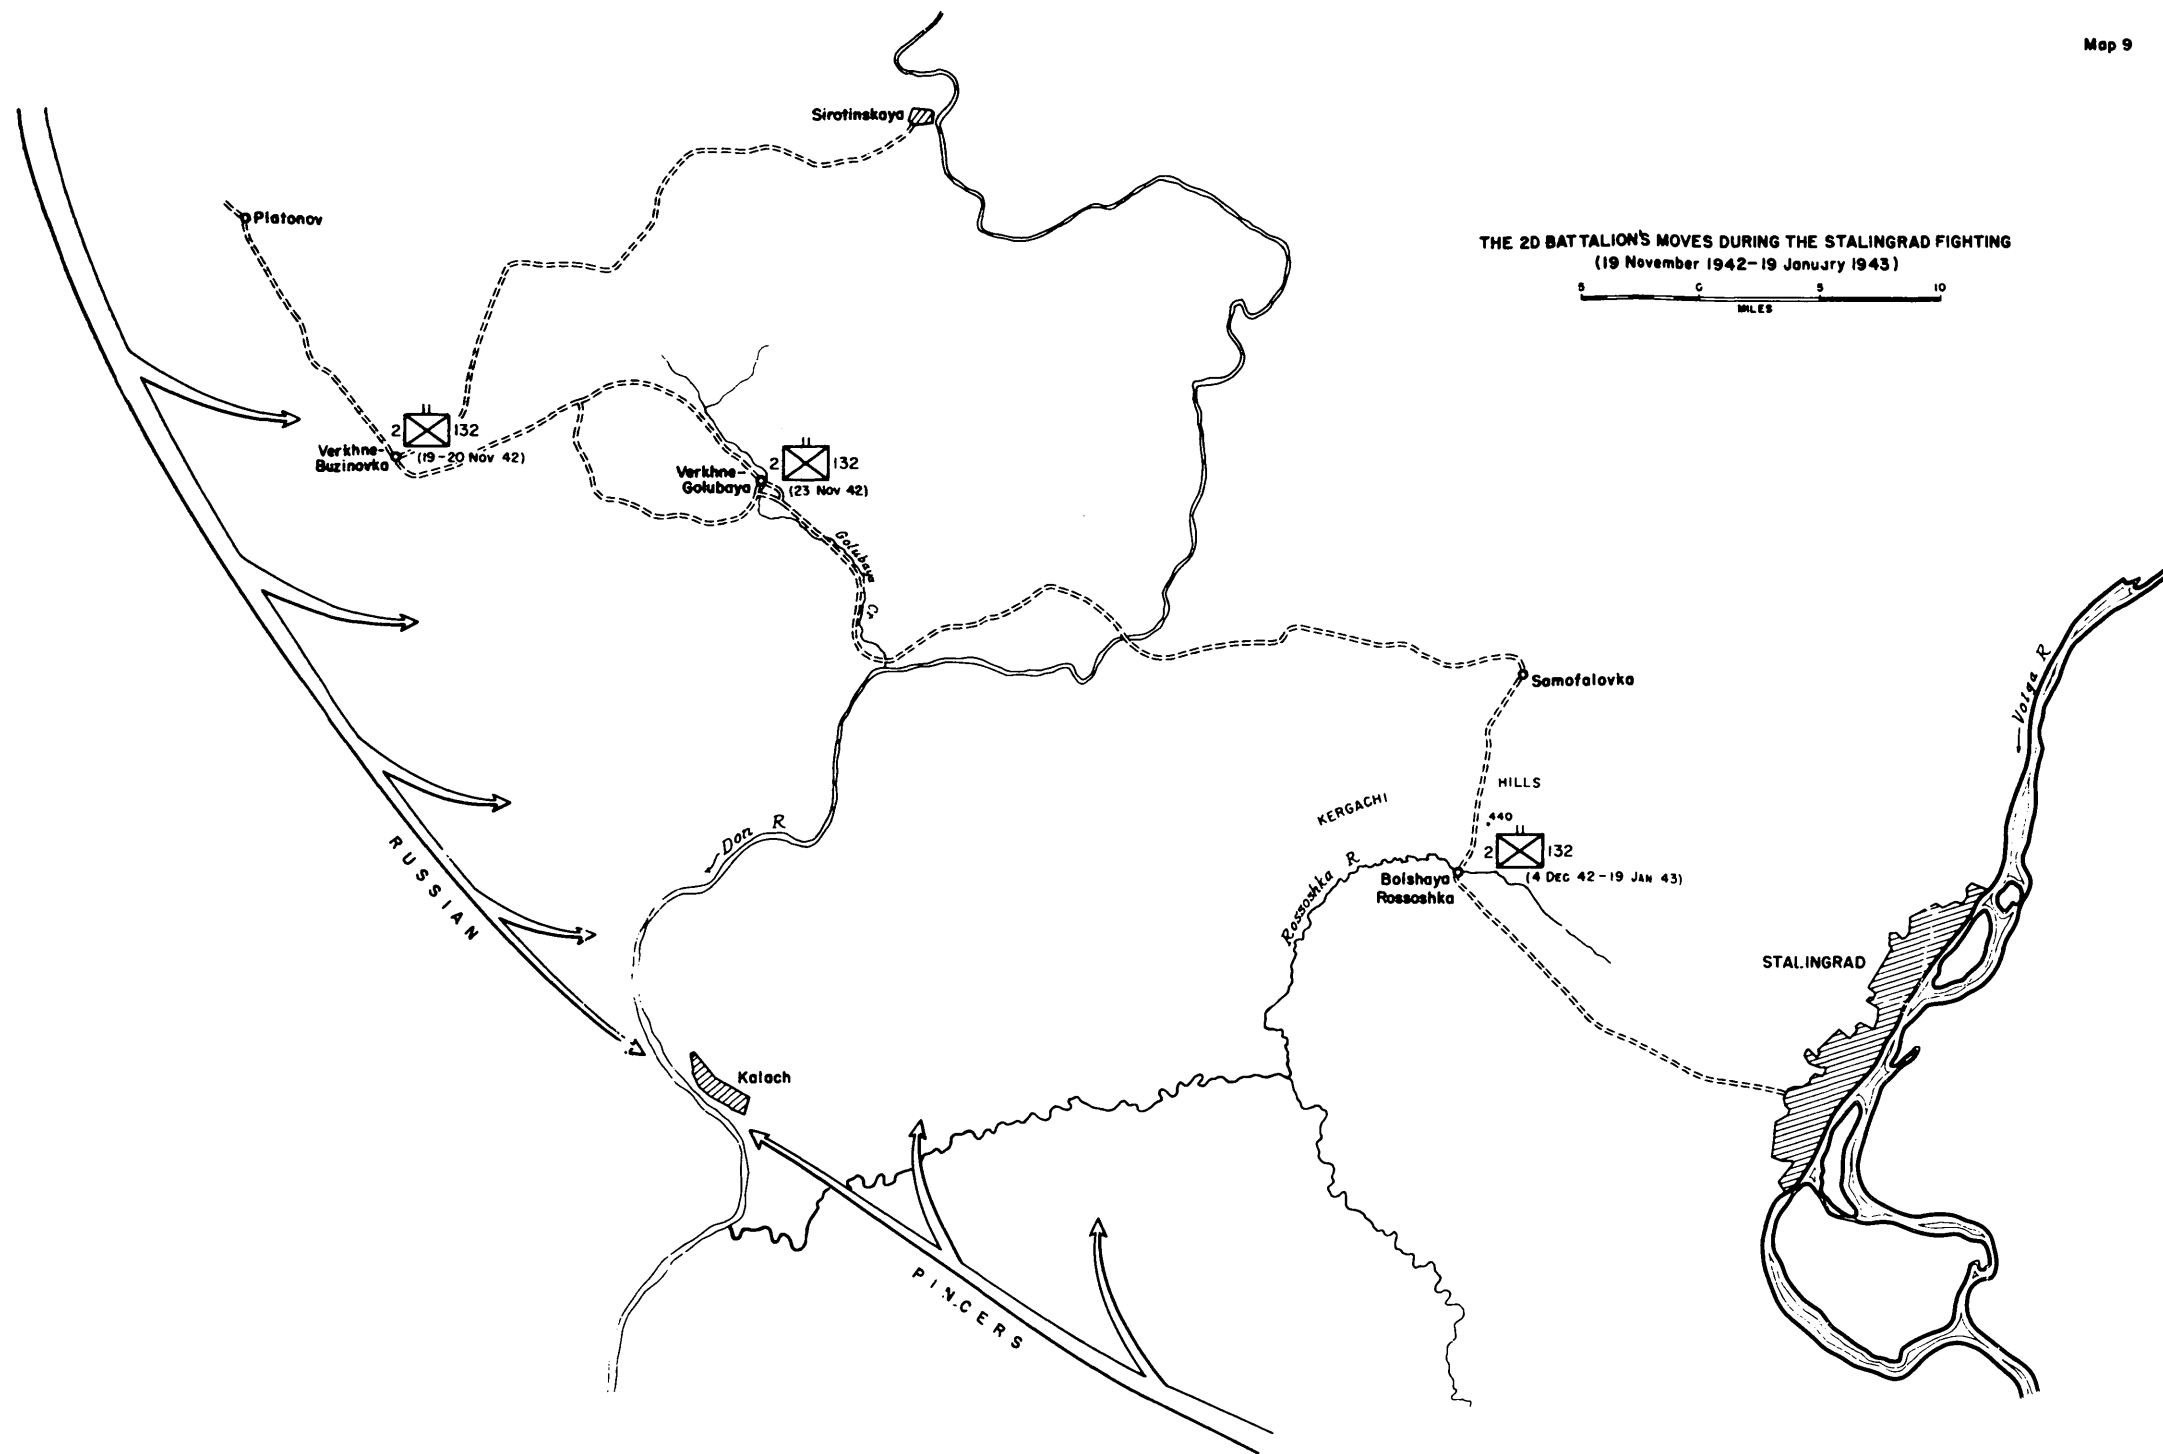 Map 9
Sirotinskaya
Platonov
THE 2D BATTALION'S MOVES DURING THE STALINGRAD FIGHTING
(19 November 1942-19 January 1943)
5 0 5 10
MILES
2 132
Verkhne-
Buzinovka
(19-20 Nov 42)
2 132
Verkhne-
Golubaya
(23 Nov 42)
Golubaya Cr
Samofalovka
Volga R
HILLS
KERGACHI
.440
Don R
2 132
(4 DEC 42-19 JAN 43)
Rossoshka R
Bolshaya
Rossoshka
RUSSIAN
STALINGRAD
Kalach
PINCERS